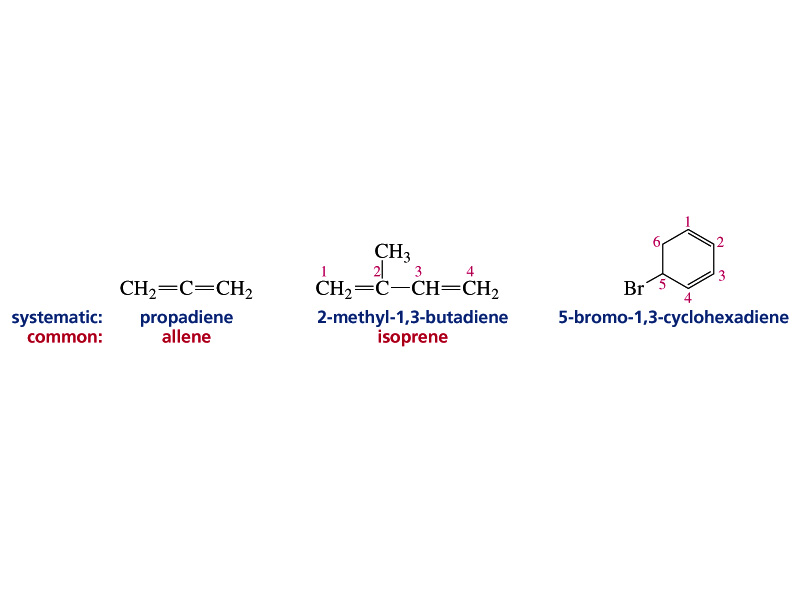 CH3
1 2 3 4
CH2=C=CH2
CH2=C—CH=CH2
1
6 2
3
Br 5
4
systematic: propadiene 2-methyl-1,3-butadiene 5-bromo-1,3-cyclohexadiene
common: allene isoprene